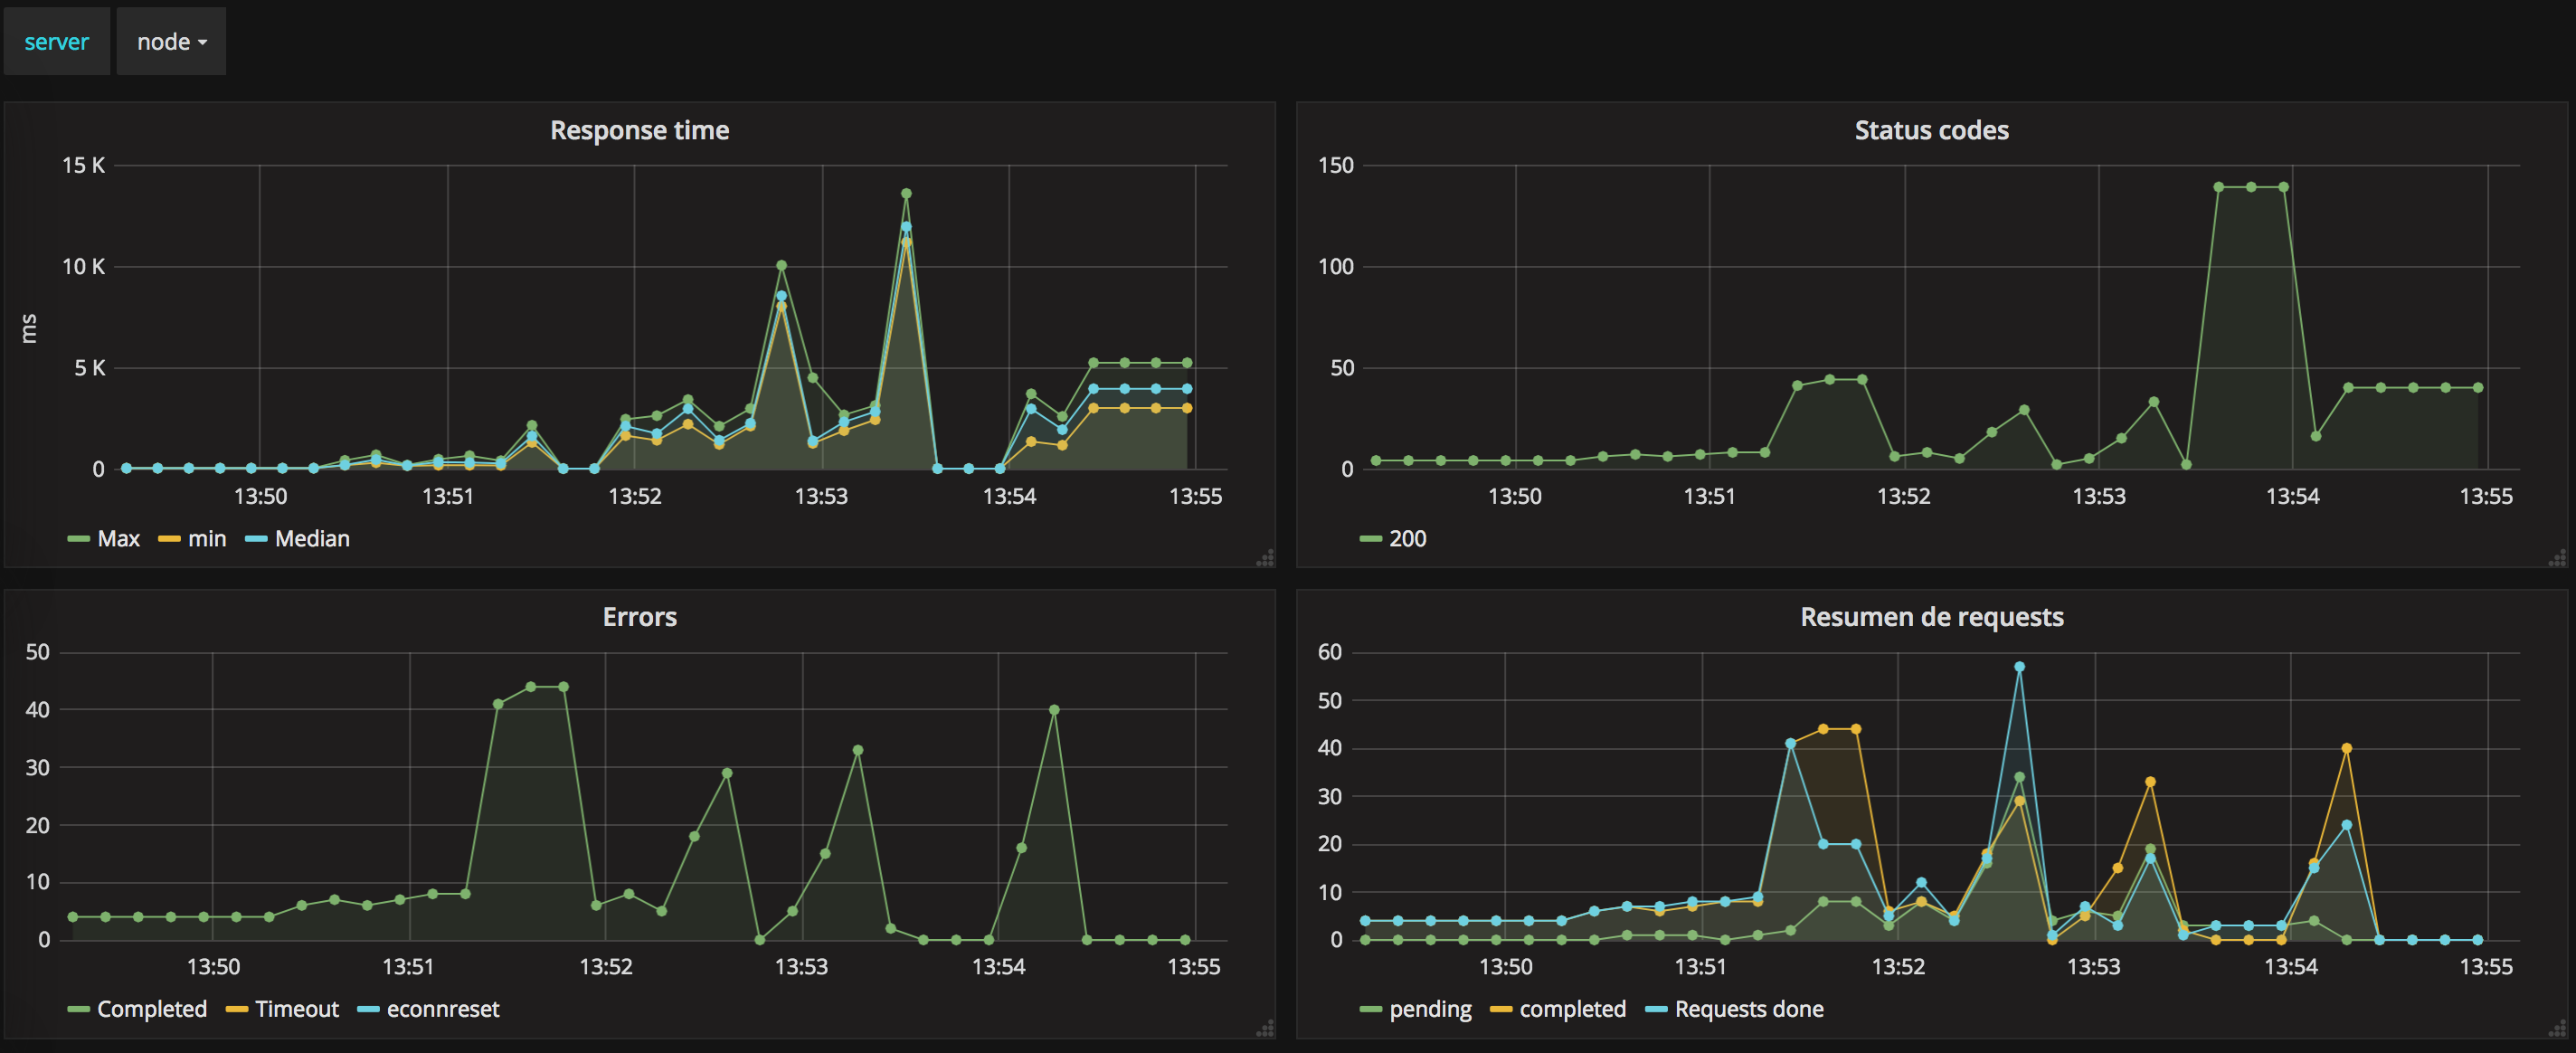 server node
Response time
15 K
10 K
5 K
0
ms
13:50 13:51 13:52 13:53 13:54 13:55
Max min Median
Status codes
150
100
50
0
13:50 13:51 13:52 13:53 13:54 13:55
200
Errors
50
40
30
20
10
0
13:50 13:51 13:52 13:53 13:54 13:55
Completed Timeout econnreset
Resumen de requests
60
50
40
30
20
10
0
13:50 13:51 13:52 13:53 13:54 13:55
pending completed Requests done